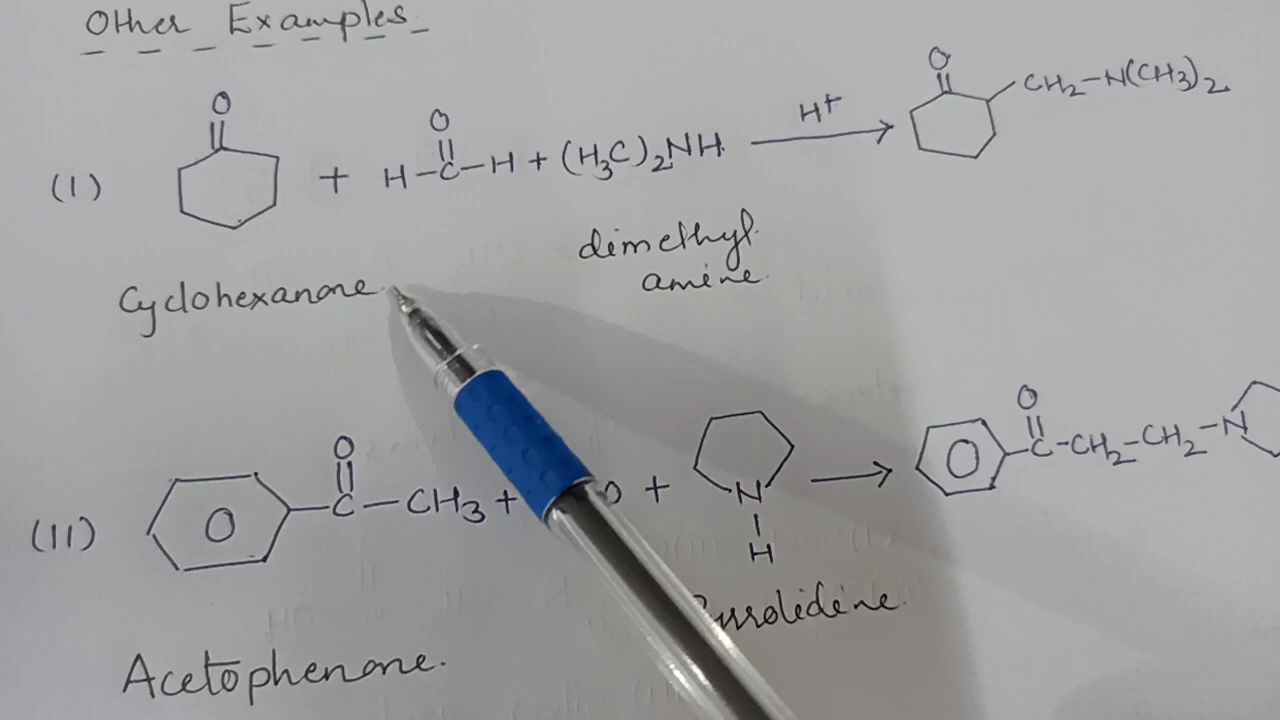 Other Examples
(I) O + H-C-H O + (H3C)2NH H+ → O CH2-N(CH3)2
Cyclohexanone dimethyl
amine
(II) O O C-CH3 + O + N H → O O C-CH2-CH2-N
Acetophenone.